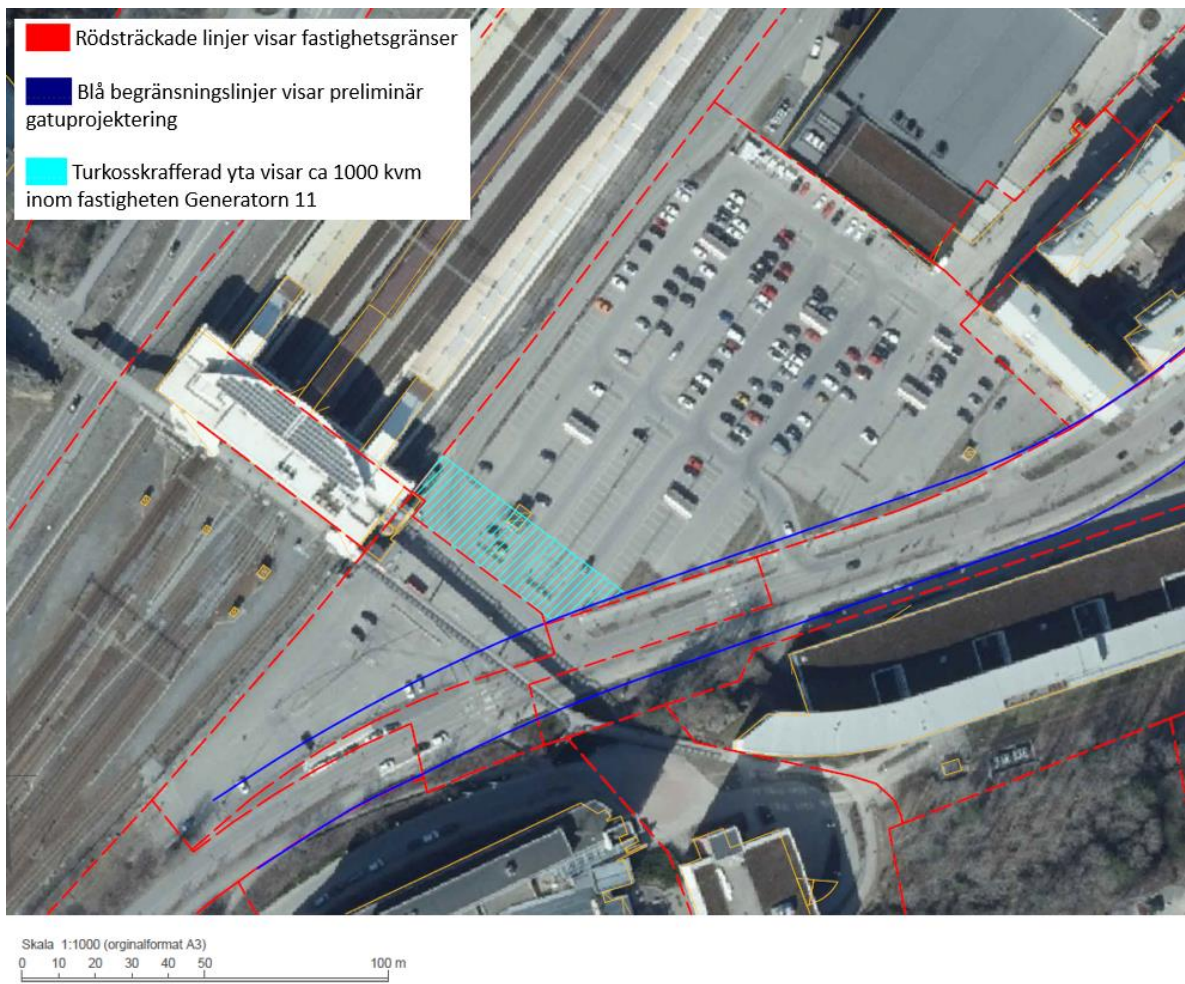 Rödsträckade linjer visar fastighetsgränser
Blå begränsningslinjer visar preliminär
gatuprojektering
Turkosskrafferad yta visar ca 1000 kvm
inom fastigheten Generatorn 11
Skala 1:1000 (orginalformat A3)
0 10 20 30 40 50 100 m